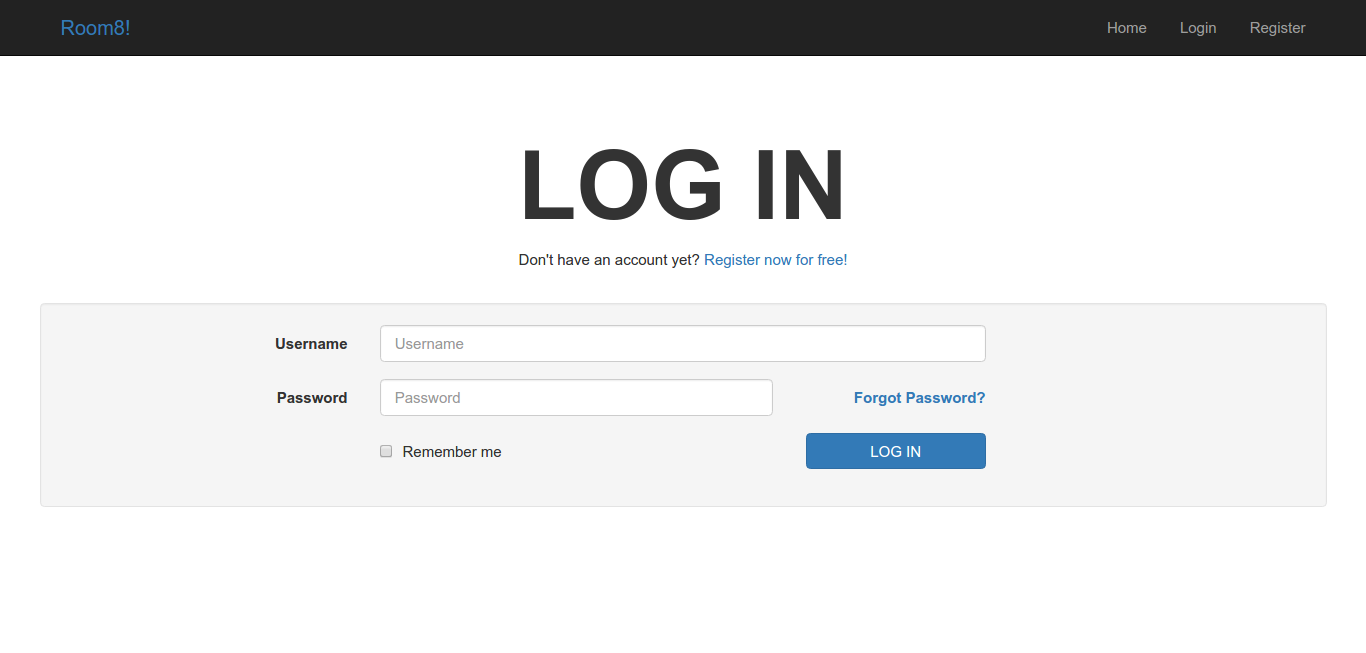 Room8! Home Login Register
LOG IN
Don't have an account yet? Register now for free!
Username Username
Password Password Forgot Password?
Remember me LOG IN